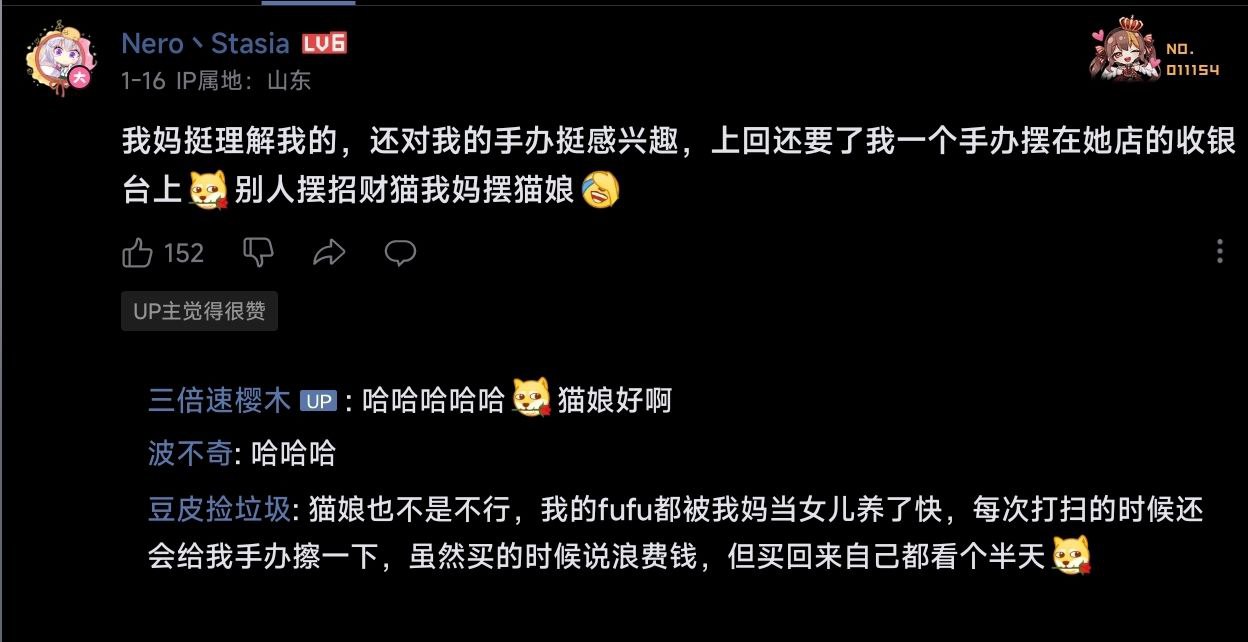 Nero丶Stasia LV6
NO.
011154
1-16 IP属地：山东
我妈挺理解我的，还对我的手办挺感兴趣，上回还要了我一个手办摆在她店的收银
台上别人摆招财猫我妈摆猫娘
152
UP主觉得很赞
三倍速樱木 UP : 哈哈哈哈哈猫娘好啊
波不奇: 哈哈哈
豆皮捡垃圾: 猫娘也不是不行，我的fufu都被我妈当女儿养了快，每次打扫的时候还
会给我手办擦一下，虽然买的时候说浪费钱，但买回来自己都看个半天